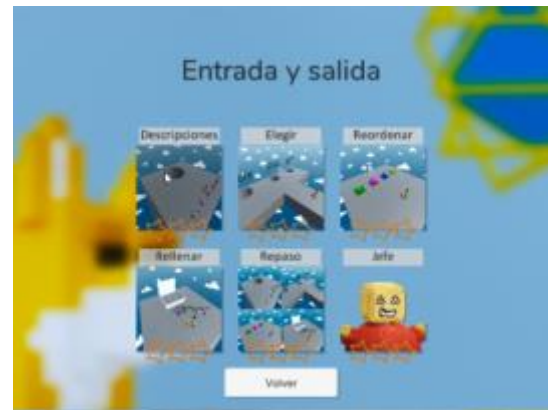 Entrada y salida
Descripciones Elegir Reordenar
Rellenar Repaso Jefe
Volver